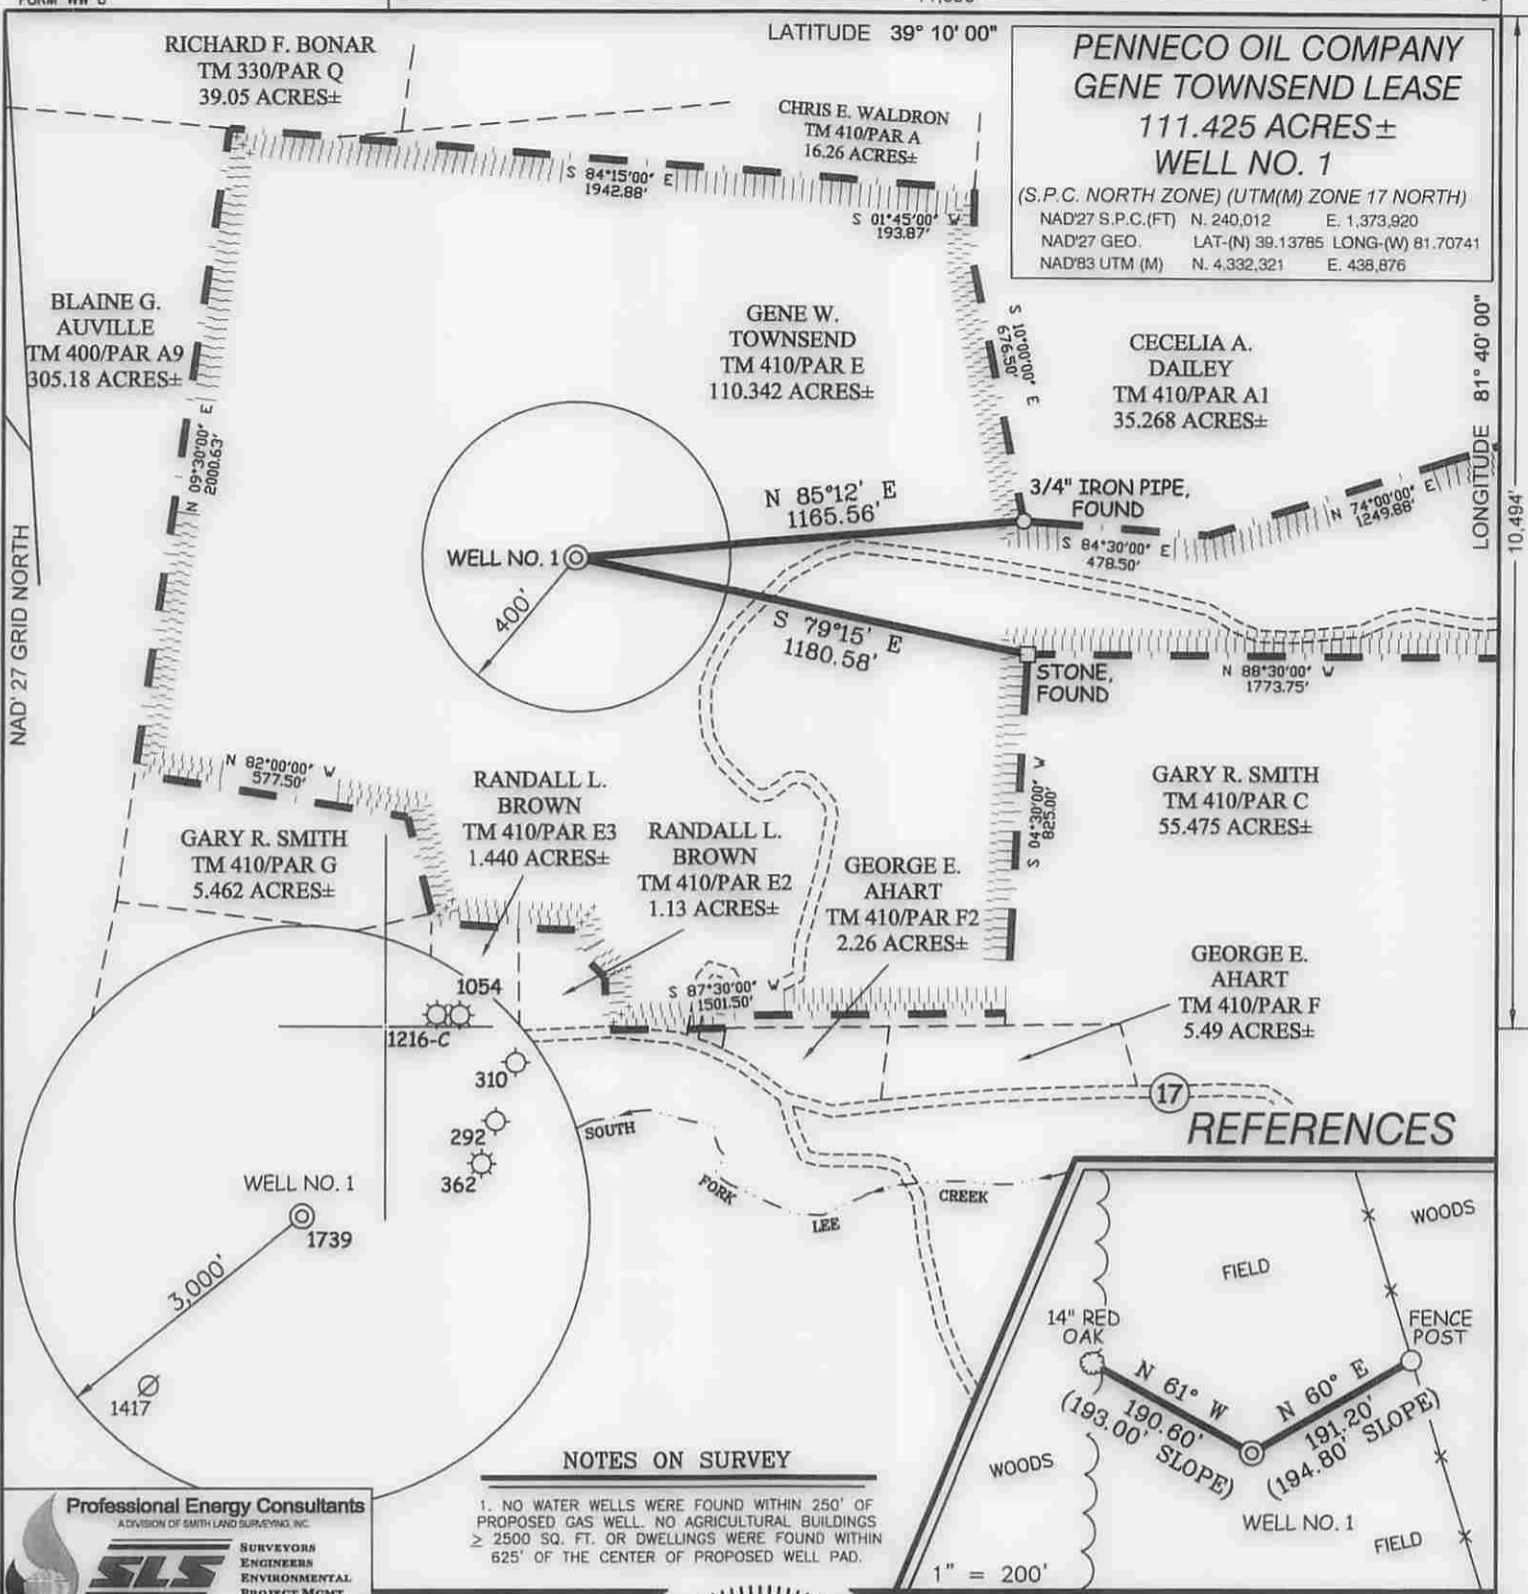 FORM WW-6
LATITUDE 39° 10' 00"
PENNECO OIL COMPANY
GENE TOWNSEND LEASE
111.425 ACRES±
WELL NO. 1
(S.P.C. NORTH ZONE) (UTM(M) ZONE 17 NORTH)
NAD'27 S.P.C.(FT) N. 240,012 E. 1,373,920
NAD'27 GEO. LAT-(N) 39.13785 LONG-(W) 81.70741
NAD'83 UTM (M) N. 4,332,321 E. 438,876
RICHARD F. BONAR
TM 330/PAR Q
39.05 ACRES±
CHRIS E. WALDRON
TM 410/PAR A
16.26 ACRES±
S 84°15'00" E
1942.88'
S 01°45'00" W
193.87'
BLAINE G.
AUVILLE
TM 400/PAR A9
305.18 ACRES±
GENE W.
TOWNSEND
TM 410/PAR E
110.342 ACRES±
S 10°00'00" E
676.50'
CECELIA A.
DAILEY
TM 410/PAR A1
35.268 ACRES±
LONGITUDE 81° 40' 00"
10,494'
N 09°30'00" E
2000.63'
NAD'27 GRID NORTH
N 85°12' E
1165.56'
3/4" IRON PIPE,
FOUND
N 74°00'00" E
1249.88'
S 84°30'00" E
478.50'
WELL NO. 1
400'
S 79°15' E
1180.58'
STONE,
FOUND
N 88°30'00" W
1773.75'
N 82°00'00" W
577.50'
GARY R. SMITH
TM 410/PAR G
5.462 ACRES±
RANDALL L.
BROWN
TM 410/PAR E3
1.440 ACRES±
RANDALL L.
BROWN
TM 410/PAR E2
1.13 ACRES±
GEORGE E.
AHART
TM 410/PAR F2
2.26 ACRES±
S 04°30'00" W
825.00'
GARY R. SMITH
TM 410/PAR C
55.475 ACRES±
GEORGE E.
AHART
TM 410/PAR F
5.49 ACRES±
S 87°30'00" W
1501.50'
1054
1216-C
310
292
362
WELL NO. 1
1739
3,000'
1417
17
SOUTH
FORK
LEE
CREEK
REFERENCES
WOODS
FIELD
14" RED
OAK
FENCE
POST
N 61° W
190.60'
(193.00' SLOPE)
N 60° E
191.20'
(194.80' SLOPE)
WOODS
WELL NO. 1
FIELD
1" = 200'
NOTES ON SURVEY
1. NO WATER WELLS WERE FOUND WITHIN 250' OF
PROPOSED GAS WELL. NO AGRICULTURAL BUILDINGS
≥ 2500 SQ. FT. OR DWELLINGS WERE FOUND WITHIN
625' OF THE CENTER OF PROPOSED WELL PAD.
Professional Energy Consultants
A DIVISION OF SMITH LAND SURVEYING, INC.
SLS
SURVEYORS
ENGINEERS
ENVIRONMENTAL
PROJECT MGMT.